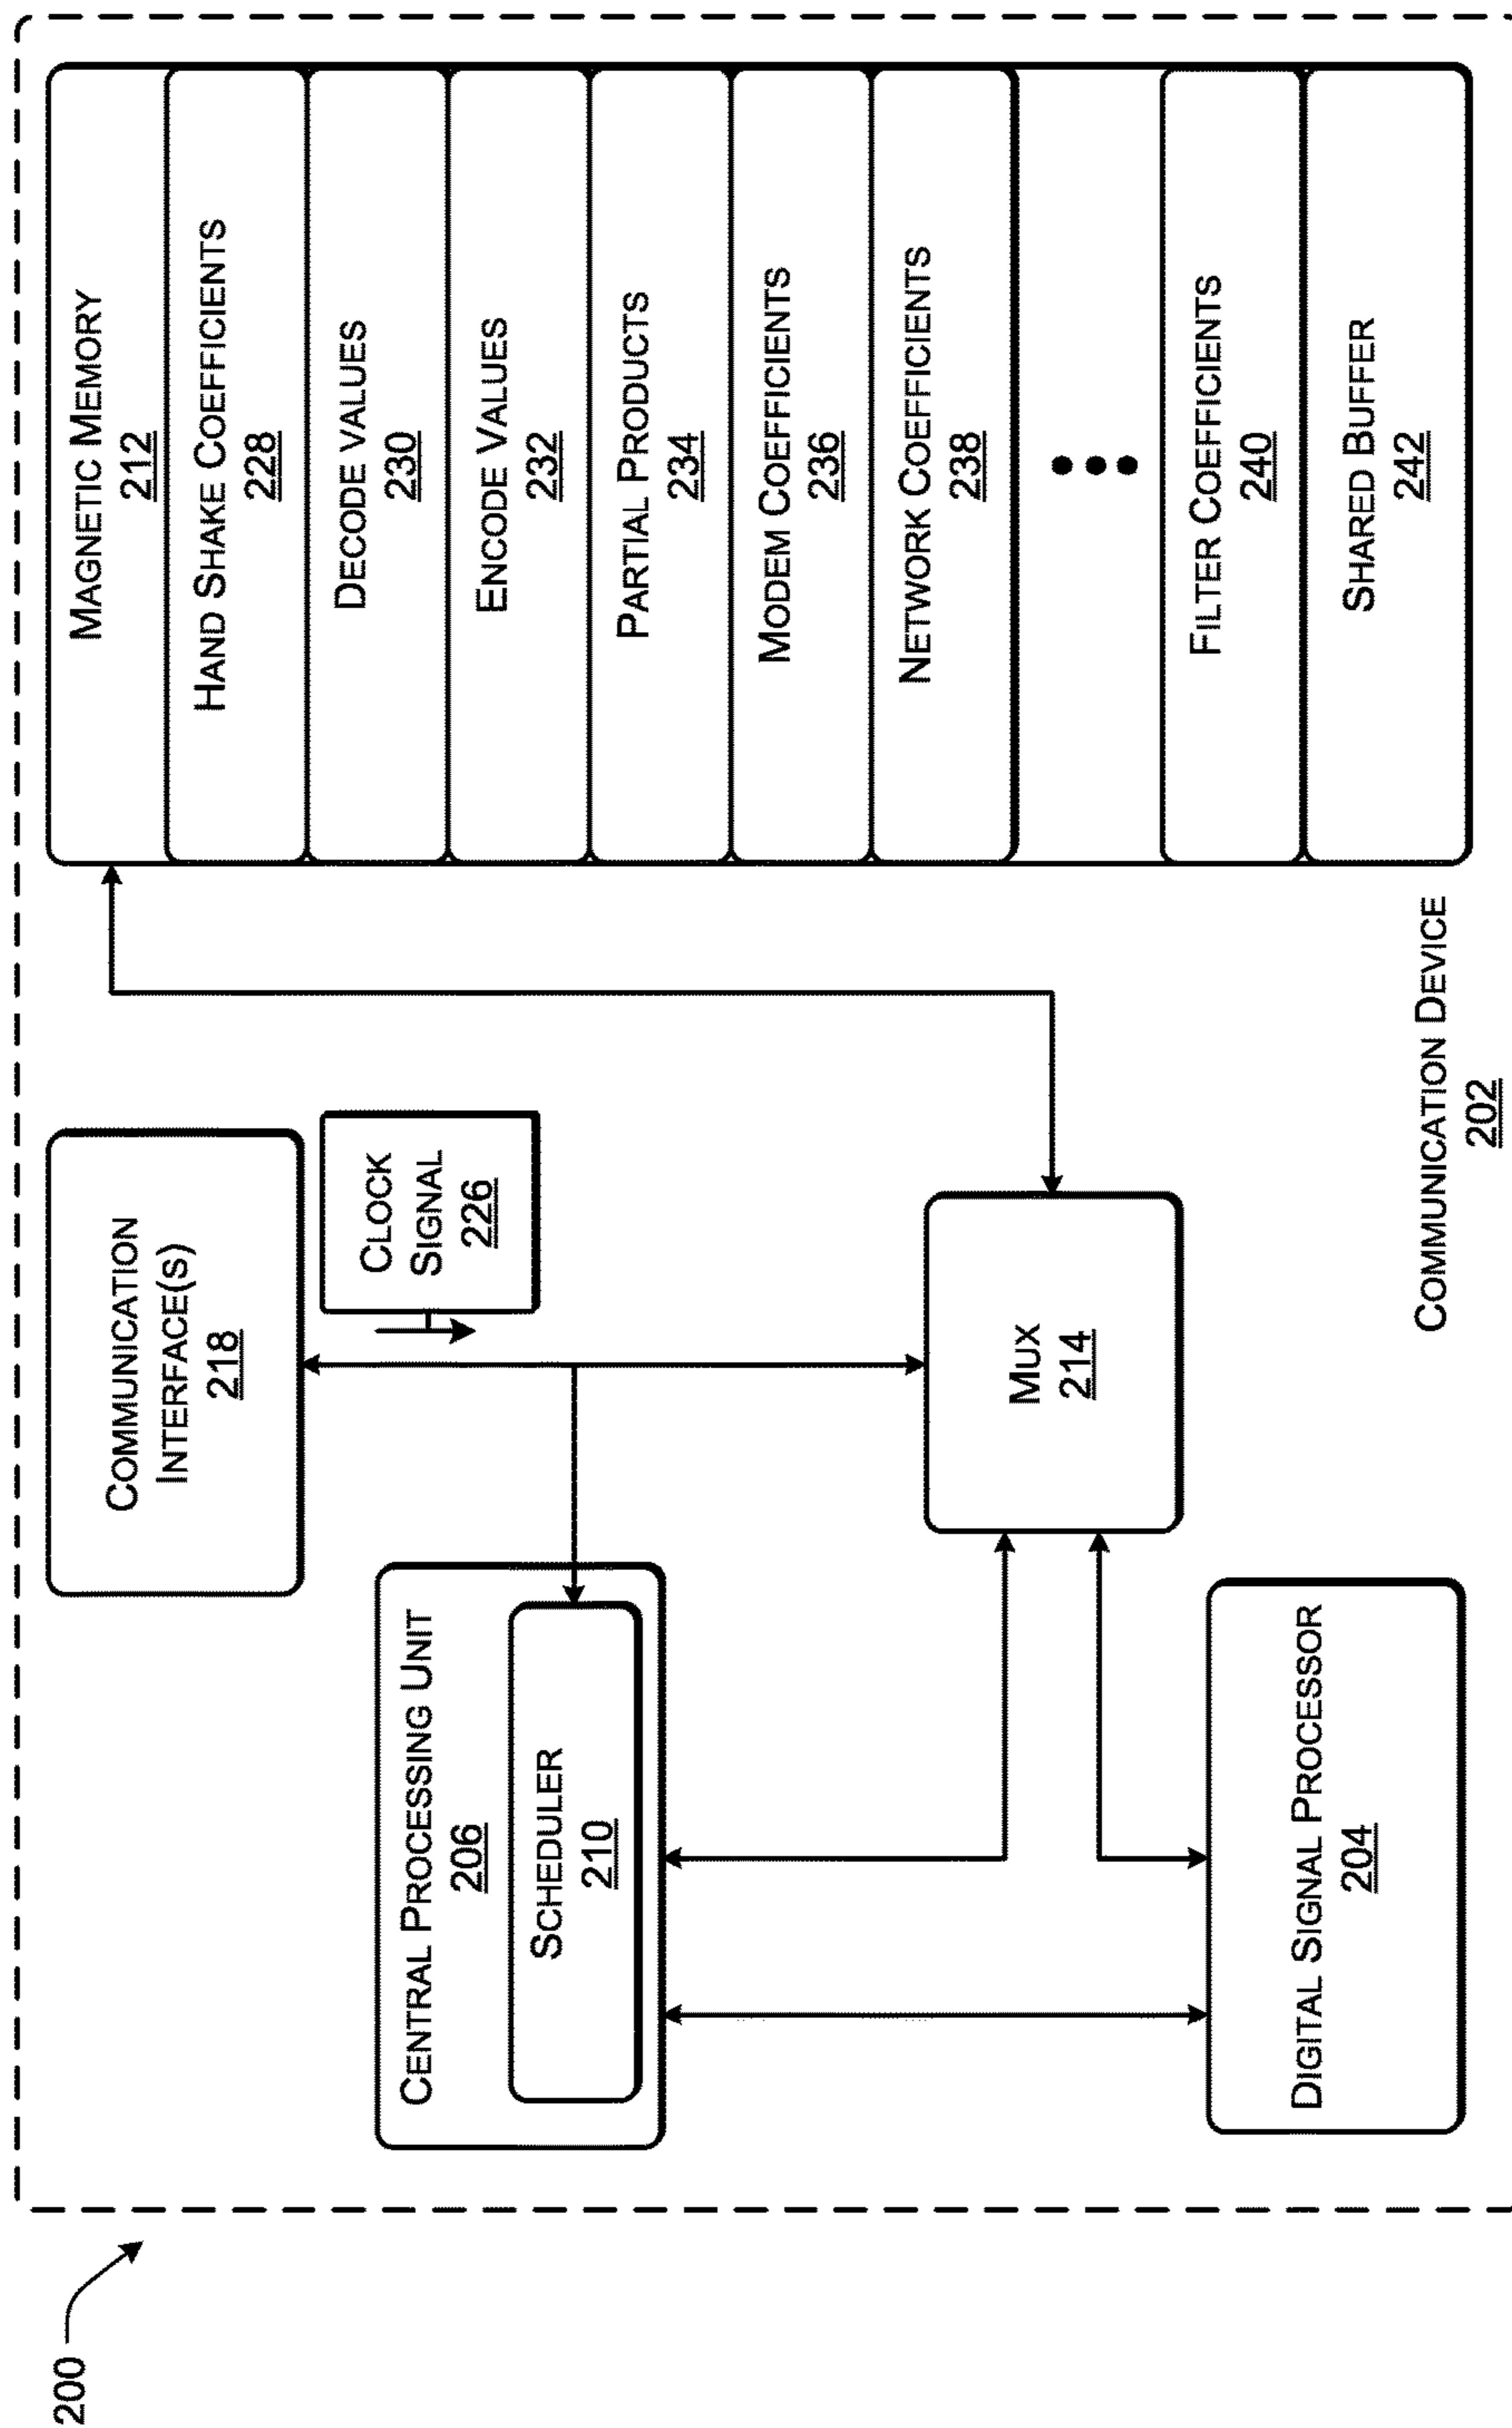 200
COMMUNICATION
INTERFACE(S)
218
CLOCK
SIGNAL
226
CENTRAL PROCESSING UNIT
206
SCHEDULER
210
MUX
214
DIGITAL SIGNAL PROCESSOR
204
MAGNETIC MEMORY
212
HAND SHAKE COEFFICIENTS
228
DECODE VALUES
230
ENCODE VALUES
232
PARTIAL PRODUCTS
234
MODEM COEFFICIENTS
236
NETWORK COEFFICIENTS
238
FILTER COEFFICIENTS
240
SHARED BUFFER
242
COMMUNICATION DEVICE
202